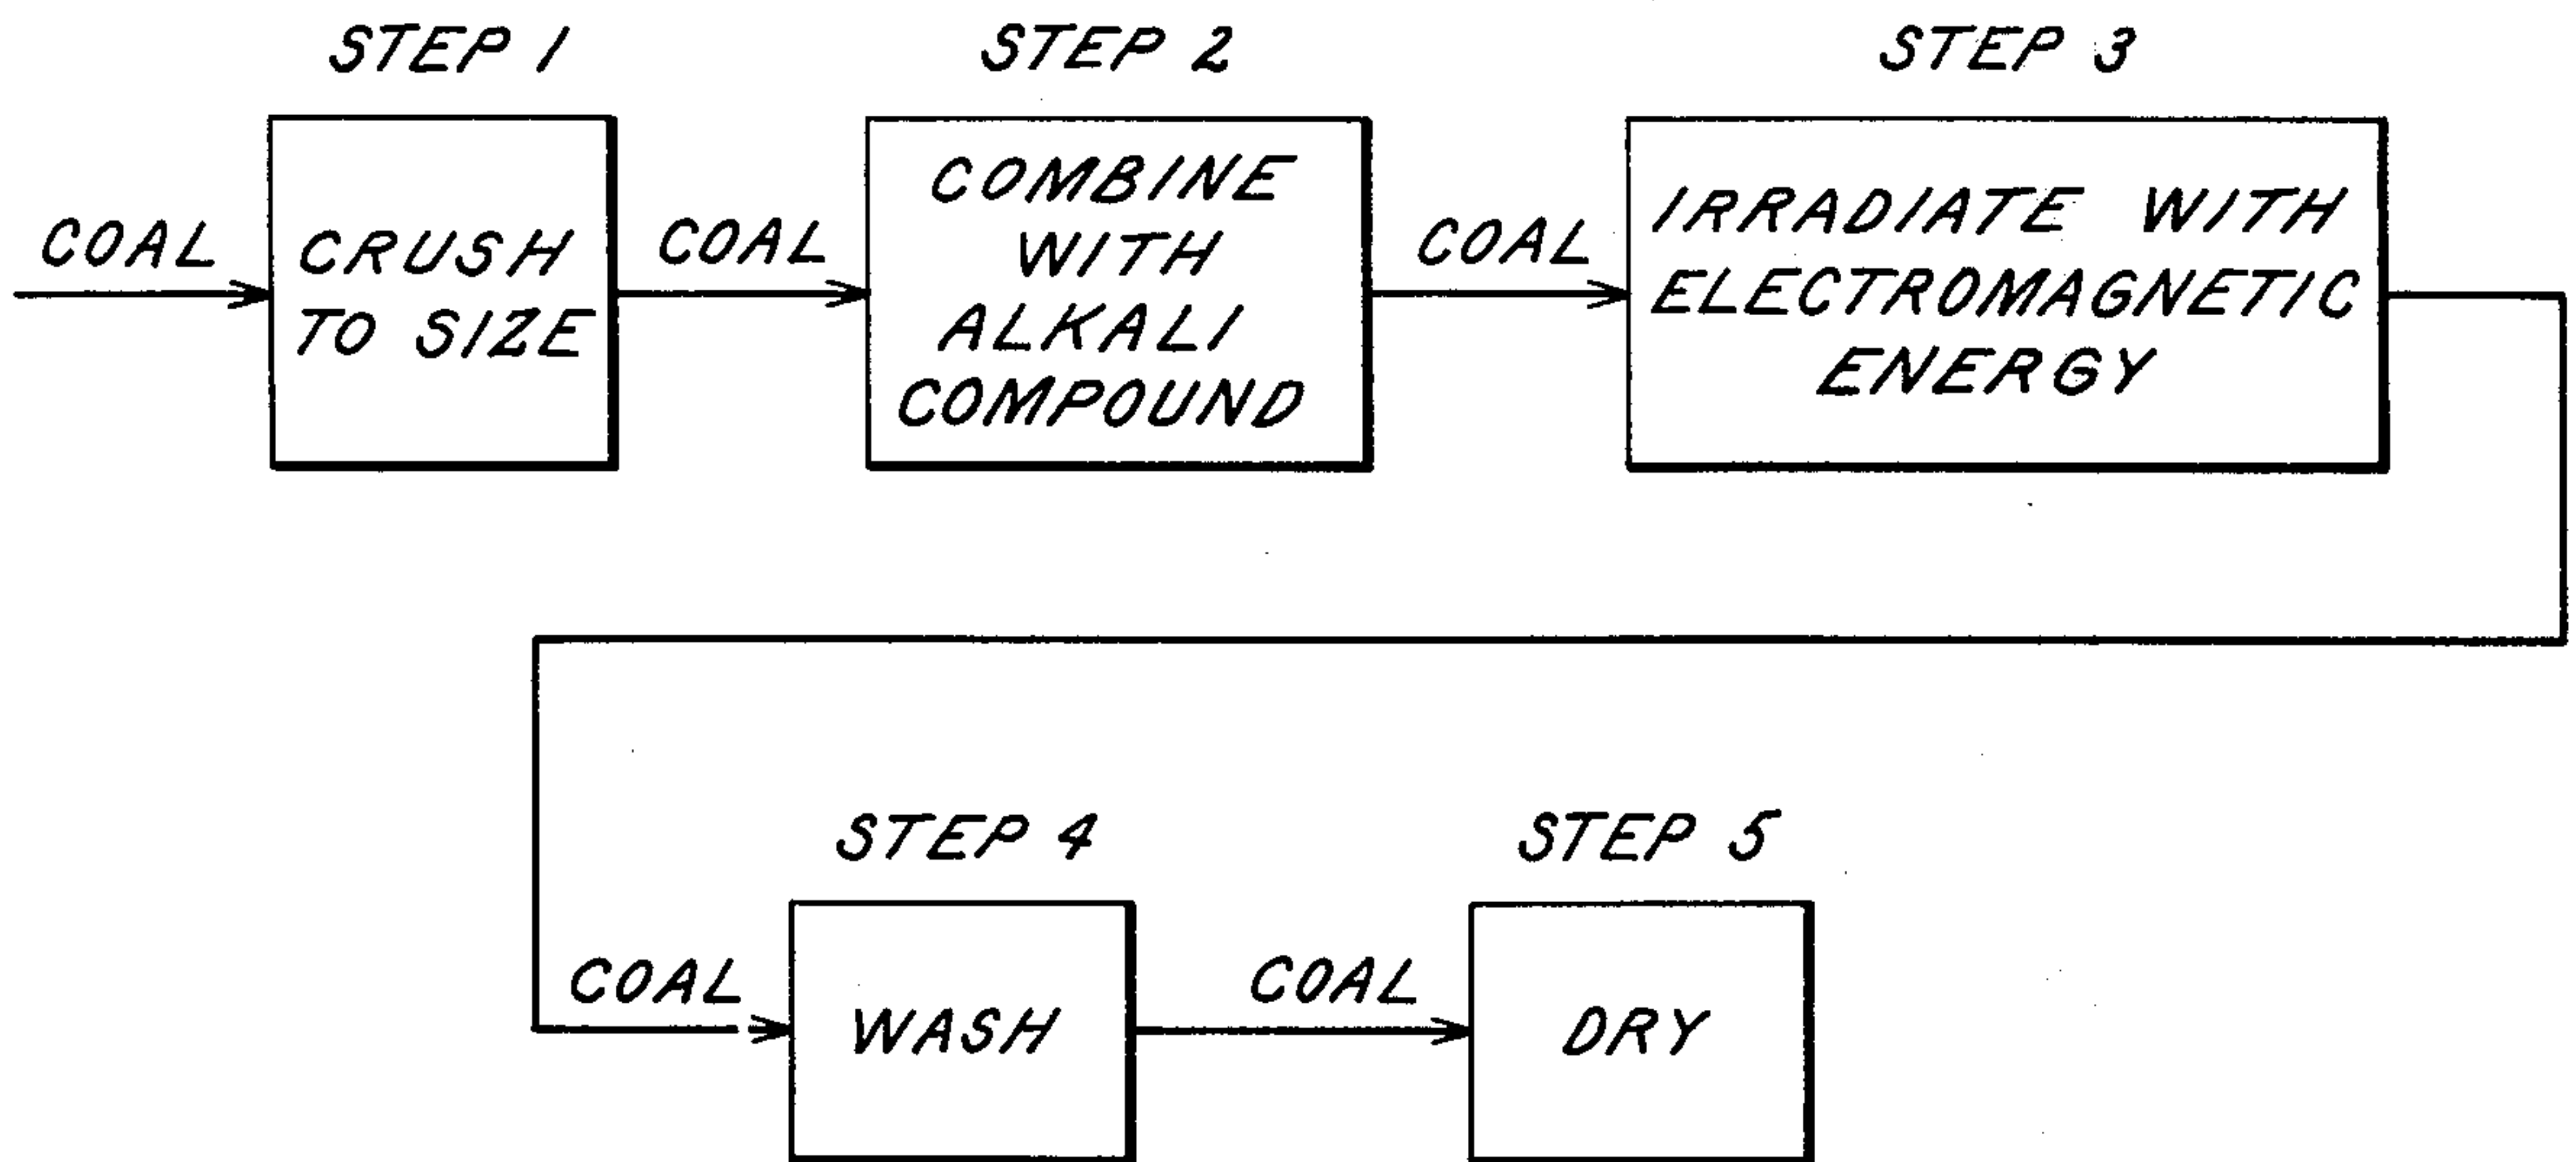 STEP 1
COAL
CRUSH
TO SIZE
COAL
STEP 2
COMBINE
WITH
ALKALI
COMPOUND
COAL
STEP 3
IRRADIATE WITH
ELECTROMAGNETIC
ENERGY
COAL
STEP 4
WASH
COAL
STEP 5
DRY